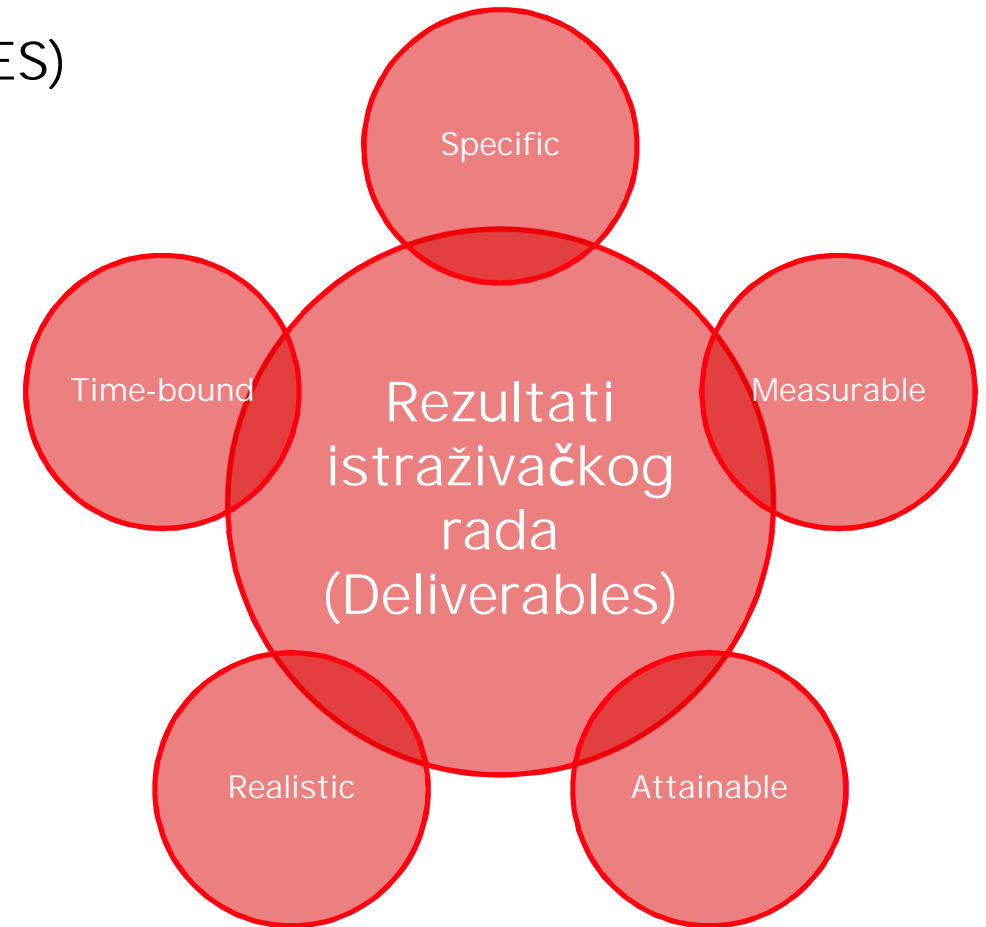 ES)
Specific
Time-bound
Measurable
Rezultati
istraživačkog
rada
(Deliverables)
Realistic
Attainable